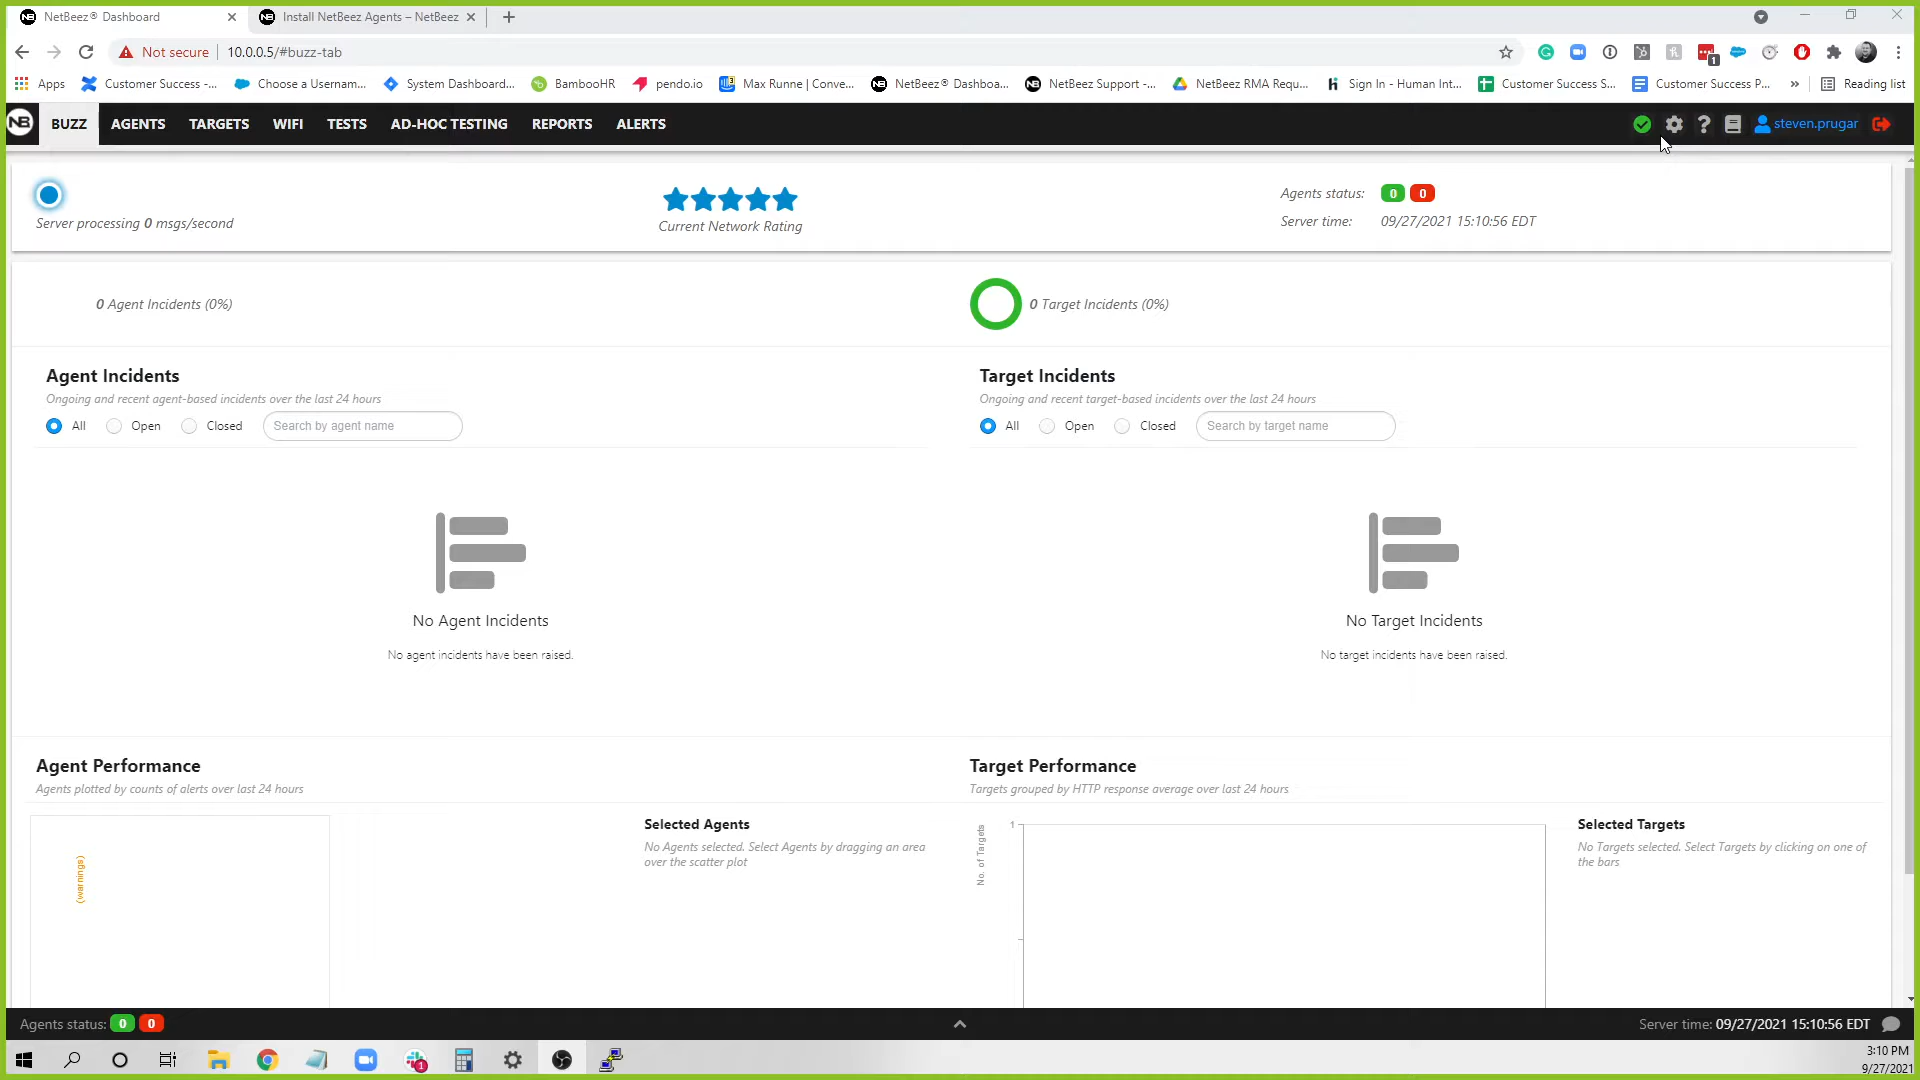 NB NetBeez® Dashboard
NB Install NetBeez Agents – NetBeez
Not secure 10.0.0.5/#buzz-tab
1
Apps Customer Success -... Choose a Usernam... System Dashboard... BambooHR pendo.io Max Runne | Conve... NetBeez® Dashboa... NetBeez Support -... NetBeez RMA Requ... Sign In - Human Int... Customer Success S... Customer Success P... » Reading list
NB BUZZ AGENTS TARGETS WIFI TESTS AD-HOC TESTING REPORTS ALERTS steven.prugar
Server processing 0 msgs/second
Current Network Rating
Agents status: 0 0
Server time: 09/27/2021 15:10:56 EDT
0 Agent Incidents (0%)
0 Target Incidents (0%)
Agent Incidents
Ongoing and recent agent-based incidents over the last 24 hours
All Open Closed Search by agent name
No Agent Incidents
No agent incidents have been raised.
Target Incidents
Ongoing and recent target-based incidents over the last 24 hours
All Open Closed Search by target name
No Target Incidents
No target incidents have been raised.
Agent Performance
Agents plotted by counts of alerts over last 24 hours
(warnings)
Selected Agents
No Agents selected. Select Agents by dragging an area
over the scatter plot
Target Performance
Targets grouped by HTTP response average over last 24 hours
1
No. of Targets
Selected Targets
No Targets selected. Select Targets by clicking on one of
the bars
Agents status: 0 0
Server time: 09/27/2021 15:10:56 EDT
1
3:10 PM
9/27/2021